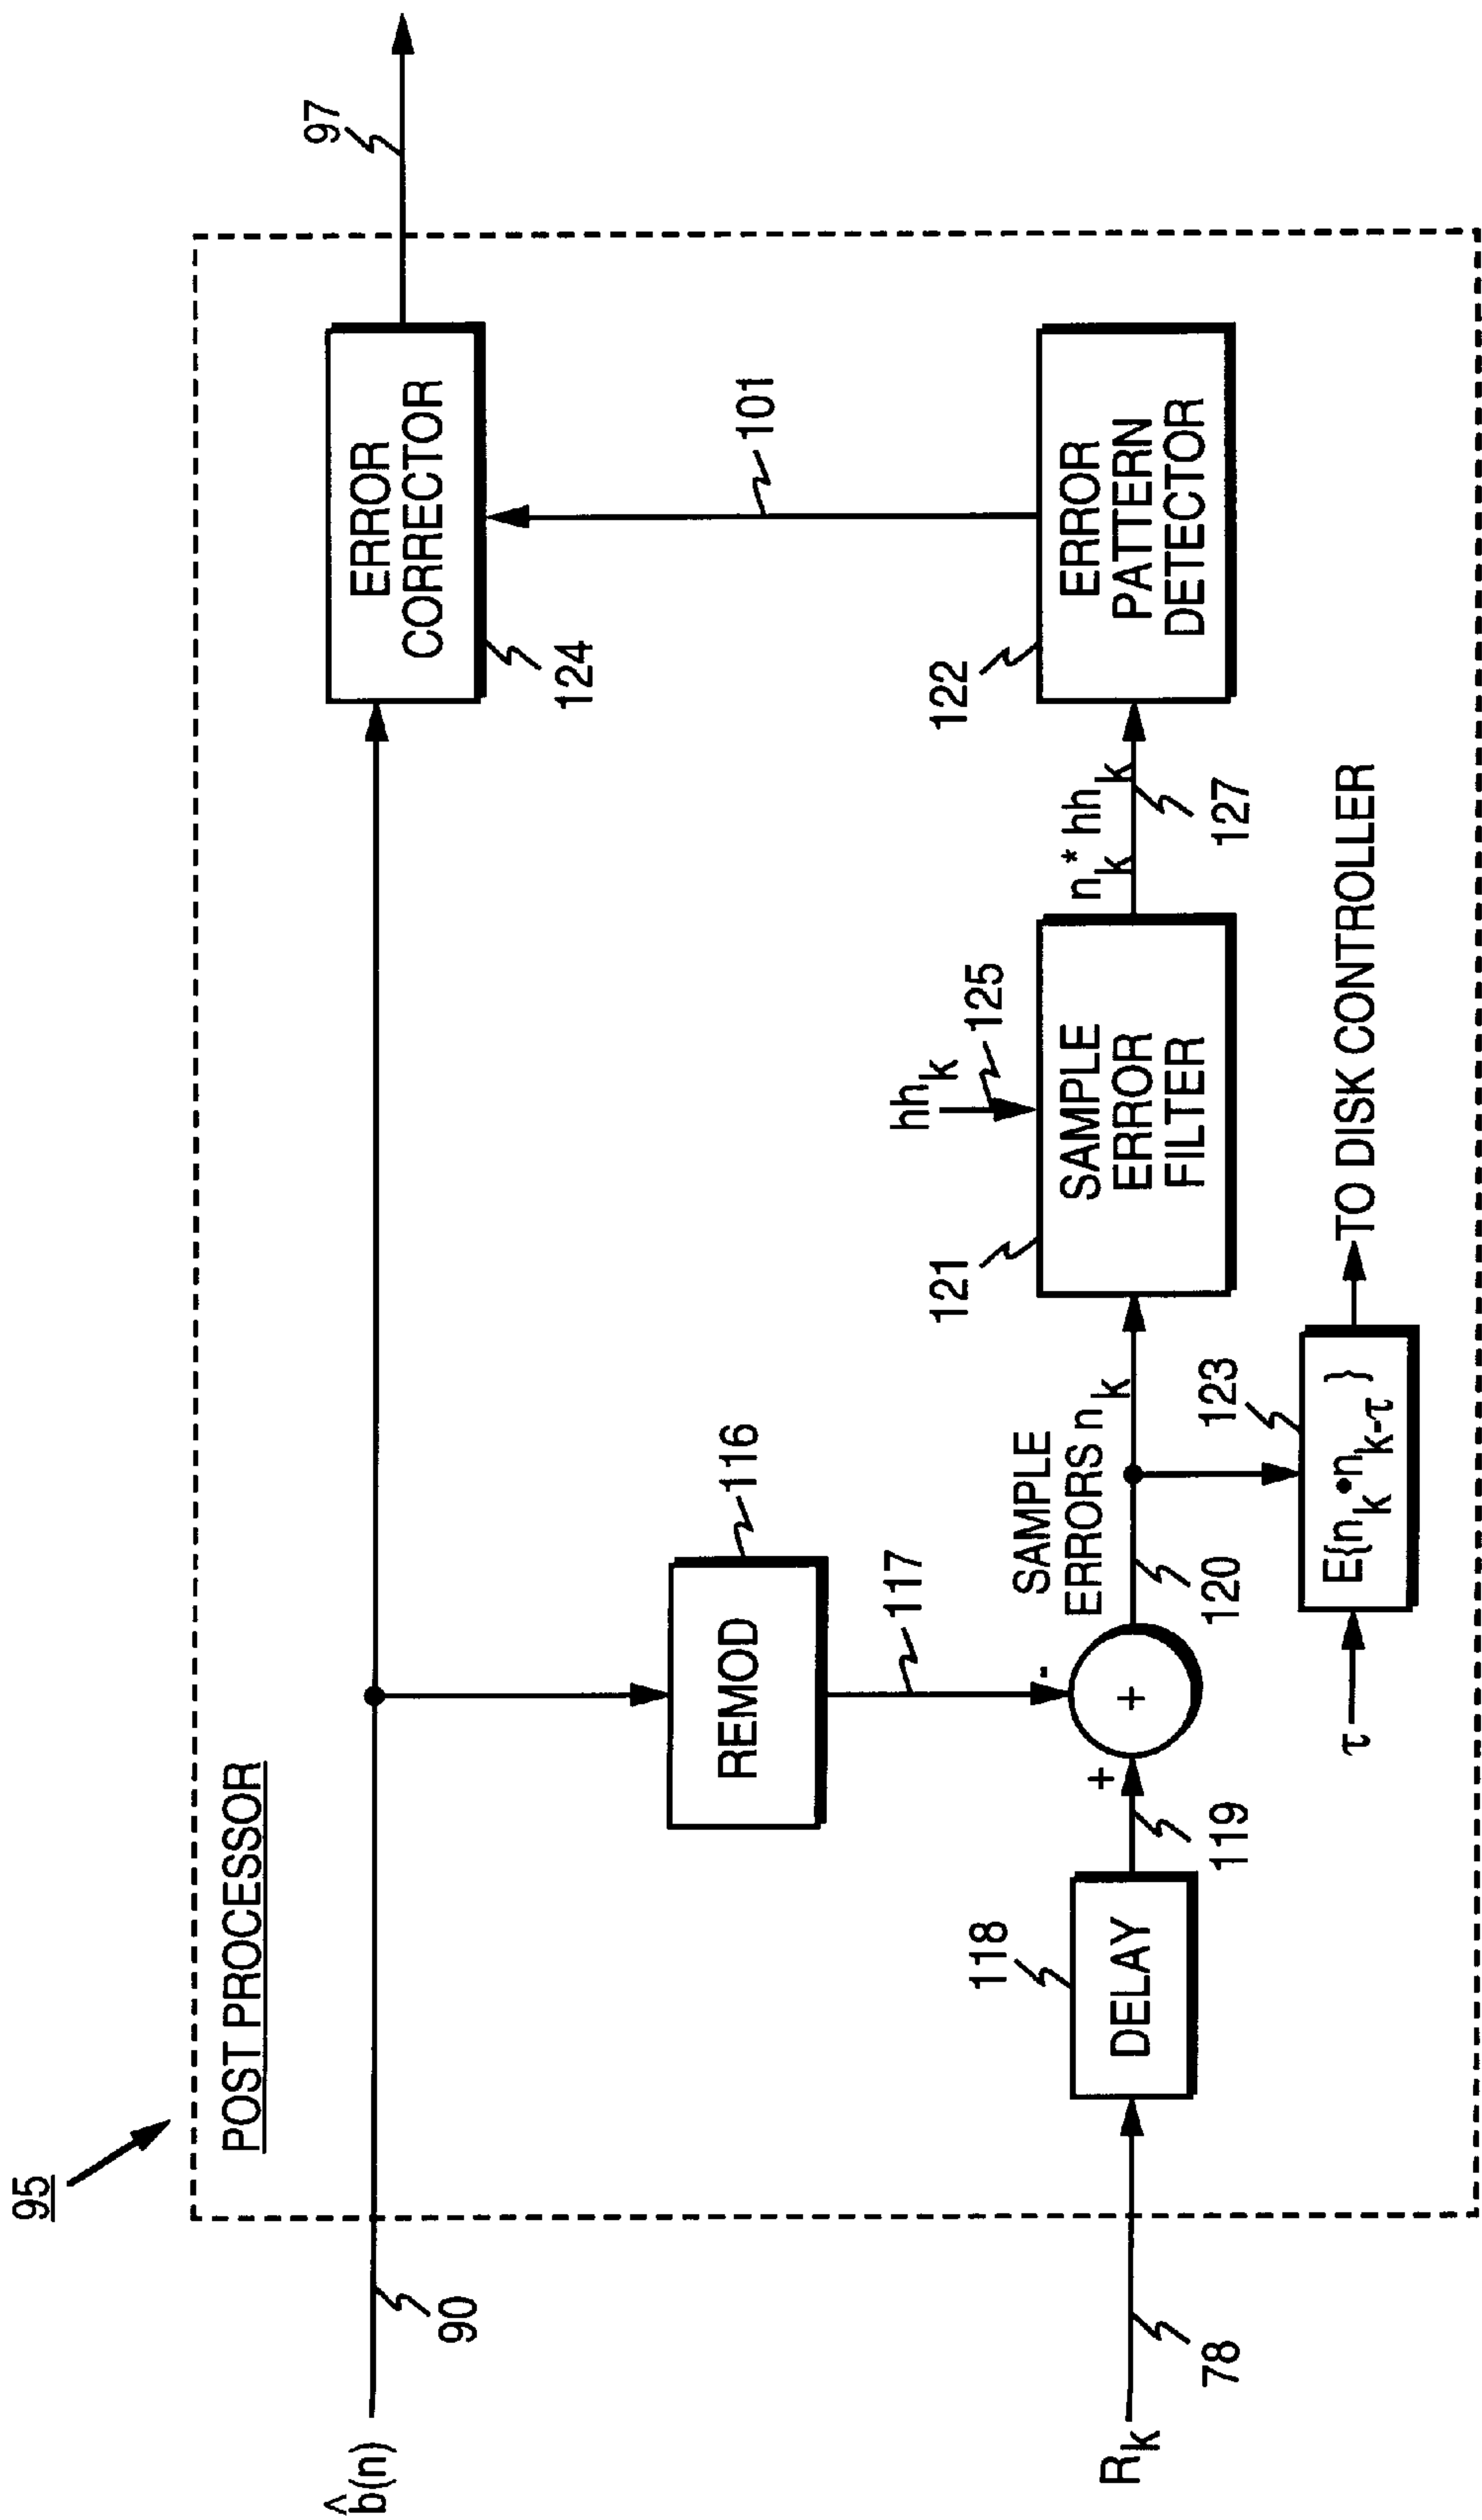 95
POST PROCESSOR
b̂(n)
90
97
ERROR
CORRECTOR
124
101
REMOD
116
117
R_k
78
DELAY
118
119
+
-
+
SAMPLE
ERRORS n_k
120
121
SAMPLE
ERROR
FILTER
hh_k
125
n_k*hh_k
127
122
ERROR
PATTERN
DETECTOR
τ
123
E{n_k•n_k-τ}
TO DISK CONTROLLER